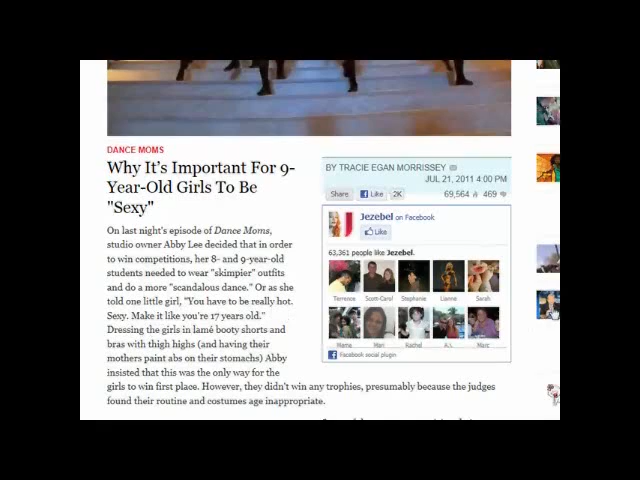 DANCE MOMS
Why It's Important For 9-
Year-Old Girls To Be
"Sexy"
On last night's episode of Dance Moms,
studio owner Abby Lee decided that in order
to win competitions, her 8- and 9-year-old
students needed to wear "skimpier" outfits
and do a more "scandalous dance." Or as she
told one little girl, "You have to be really hot.
Sexy. Make it like you're 17 years old."
Dressing the girls in lamé booty shorts and
bras with thigh highs (and having their
mothers paint abs on their stomachs) Abby
insisted that this was the only way for the
girls to win first place. However, they didn't win any trophies, presumably because the judges
found their routine and costumes age inappropriate.
BY TRACIE EGAN MORRISSEY
JUL 21, 2011 4:00 PM
Share Like 2K 69,564 469
Jezebel on Facebook
Like
63,361 people like Jezebel.
Terrence Scott-Carol Stephanie Lianne Sarah
Mari Rachel A.t. Marc
Facebook social plugin